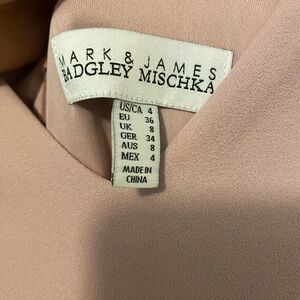 MARK & JAMES
BADGLEY MISCHKA
US/CA 4
EU 36
UK 8
GER 34
AUS 8
MEX 4
MADE IN
CHINA